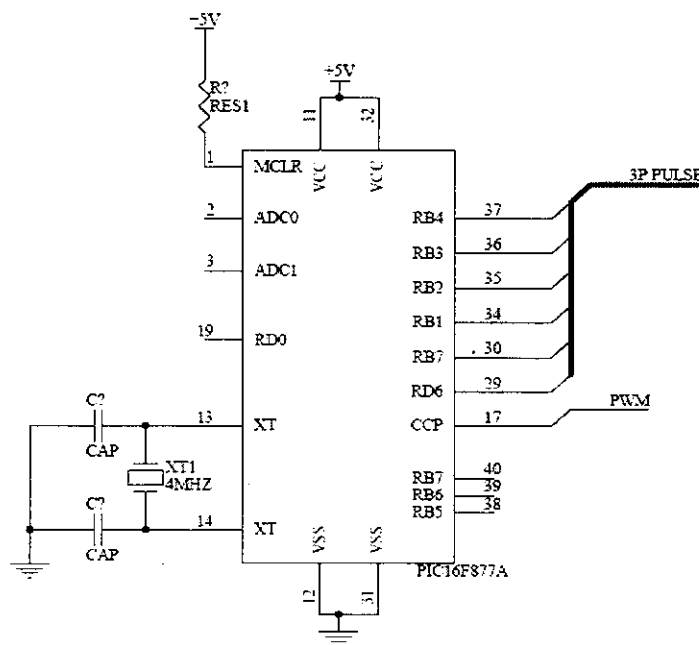 +5V
R?
RES1
+5V
11
32
1
MCLR
VCC
VCC
3P PULSE
2
ADC0
RB4
37
RB3
36
3
ADC1
RB2
35
RB1
34
19
RD0
RB7
30
RD6
29
PWM
C?
13
XT
CCP
17
CAP
XT1
4MHZ
RB7
40
RB6
39
RB5
38
C?
14
XT
CAP
VSS
VSS
PIC16F877A
12
31